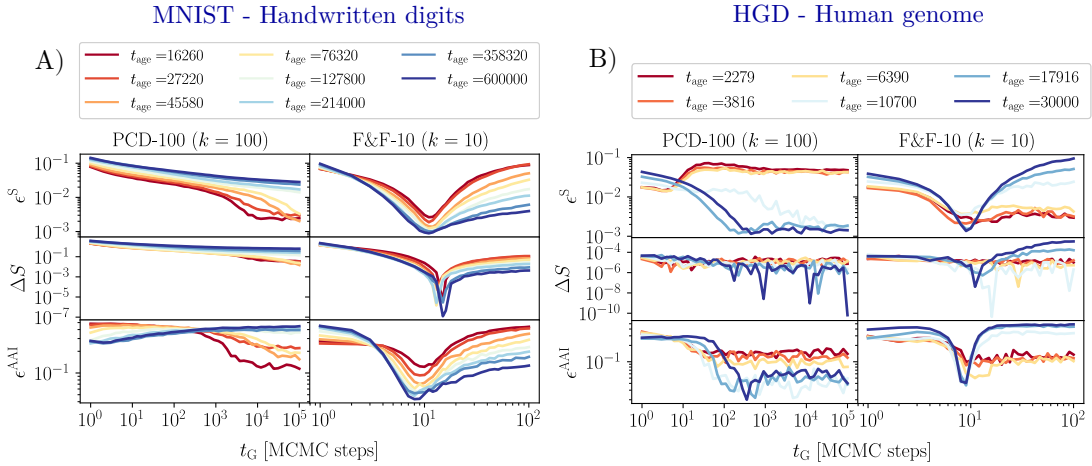 MNIST - Handwritten digits
HGD - Human genome
A)
t_age =16260
t_age =76320
t_age =358320
t_age =27220
t_age =127800
t_age =600000
t_age =45580
t_age =214000
B)
t_age =2279
t_age =6390
t_age =17916
t_age =3816
t_age =10700
t_age =30000
PCD-100 (k = 100)
F&F-10 (k = 10)
PCD-100 (k = 100)
F&F-10 (k = 10)
ϵ^S
10^−1
10^−2
10^−3
ΔS
10^−1
10^−3
10^−5
10^−7
ϵ^AAI
10^−1
10^0 10^1 10^2 10^3 10^4 10^5
10^0 10^1 10^2
t_G [MCMC steps]
ϵ^S
10^−1
10^−2
10^−3
ΔS
10^−4
10^−6
10^−10
ϵ^AAI
10^−1
10^0 10^1 10^2 10^3 10^4 10^5
10^0 10^1 10^2
t_G [MCMC steps]